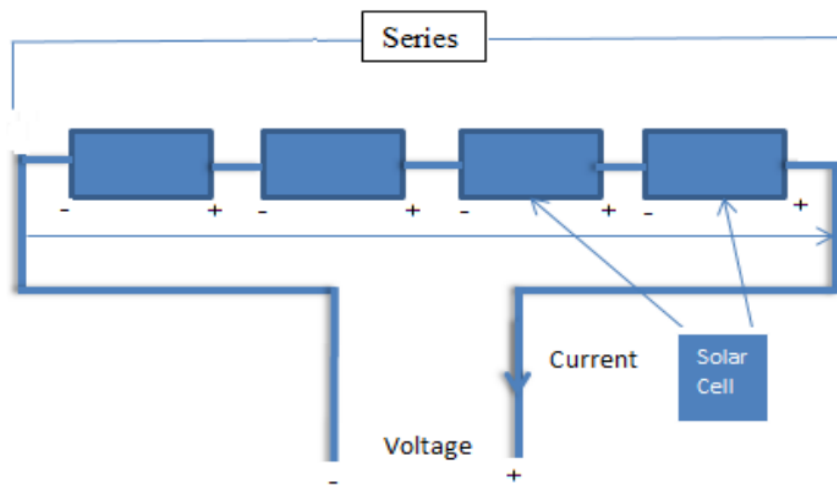 Series
- + - + - + - +
Current
Solar
Cell
Voltage
- +